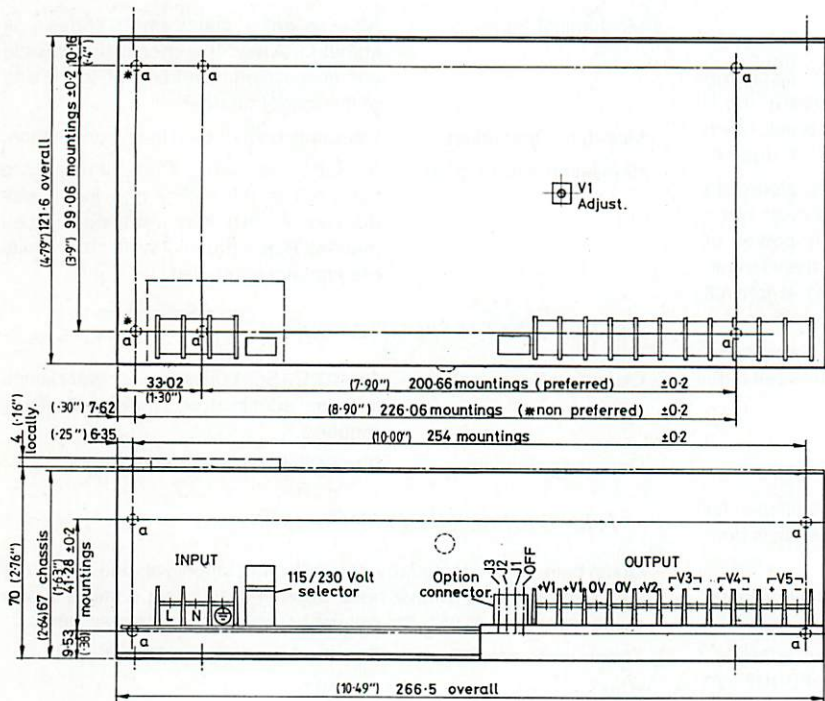 10·16
(·4")
99·06 mountings ±0·2
(3·9")
121·6 overall
(4·79")
*
a
a
a
V1
Adjust.
*
a
a
a
33·02
(1·30")
(7·90") 200·66 mountings (preferred) ±0·2
(·30") 7·62
(8·90") 226·06 mountings (*non preferred) ±0·2
(·25") 6·35
(10·00") 254 mountings ±0·2
4 (·16")
locally.
70 (2·76")
(2·64) 67 chassis
(1·63")
41·28 ±0·2
mountings
9·53
(·38)
a
a
a
a
INPUT
115/230 Volt
selector
L N
Option
connector
J3
J2
J1
OFF
OUTPUT
+V1 +V1 0V 0V +V2 +V3- +V4- +V5-
(10·49") 266·5 overall